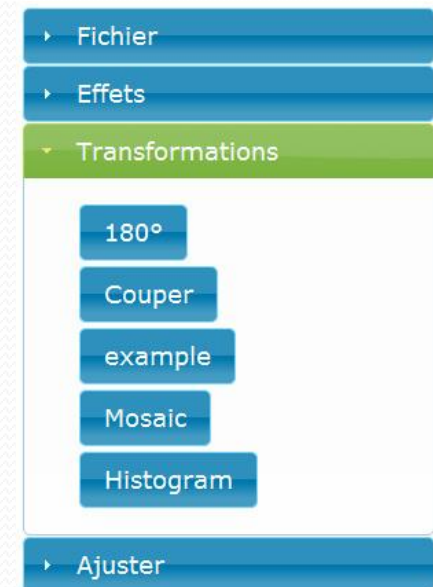 Fichier
Effets
Transformations
180°
Couper
example
Mosaic
Histogram
Ajuster